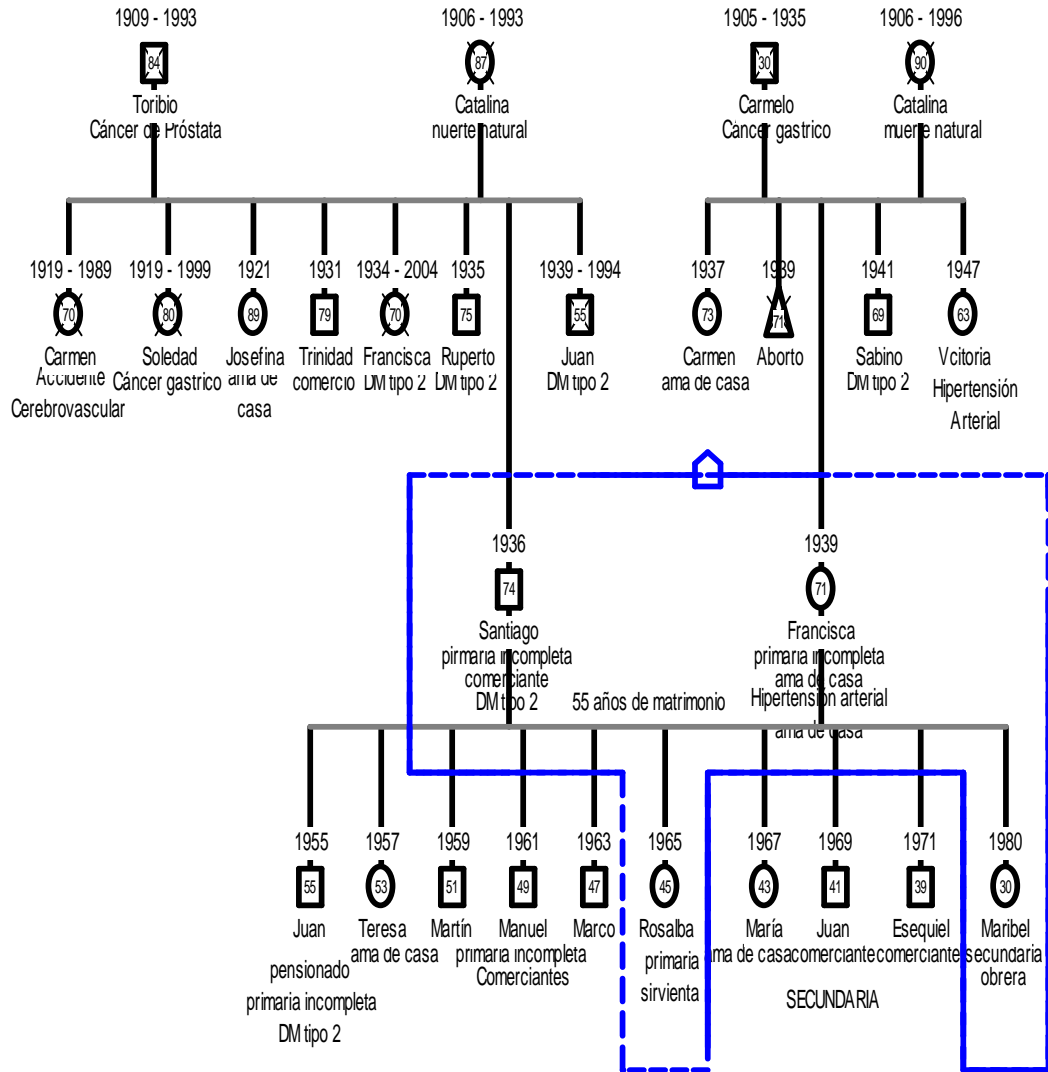 1909 - 1993
1906 - 1993
1905 - 1935
1906 - 1996
84
87
30
90
Toribio
Cáncer de Próstata
Catalina
nuerte natural
Carmelo
Cáncer gastrico
Catalina
muerte natural
1919 - 1989
1919 - 1999
1921
1931
1934 - 2004
1935
1939 - 1994
1937
1939
1941
1947
70
80
89
79
70
75
55
73
71
69
63
Carmen
Accidente
Cerebrovascular
Soledad
Cáncer gastrico
Josefina
ama de
casa
Trinidad
comercio
Francisca
DM tipo 2
Ruperto
DM tipo 2
Juan
DM tipo 2
Carmen
ama de casa
Aborto
Sabino
DM tipo 2
Vcitoria
Hipertensión
Arterial
1936
1939
74
71
Santiago
pirmaria incompleta
comerciante
DM tipo 2
Francisca
primaria incompleta
ama de casa
Hipertensión arterial
ama de casa
55 años de matrimonio
1955
1957
1959
1961
1963
1965
1967
1969
1971
1980
55
53
51
49
47
45
43
41
39
30
Juan
pensionado
primaria incompleta
DM tipo 2
Teresa
ama de casa
Martín
Manuel
primaria incompleta
Comerciantes
Marco
Rosalba
primaria
sirvienta
María
ama de casa
Juan
comerciante
Esequiel
comerciantes
SECUNDARIA
Maribel
secundaria
obrera